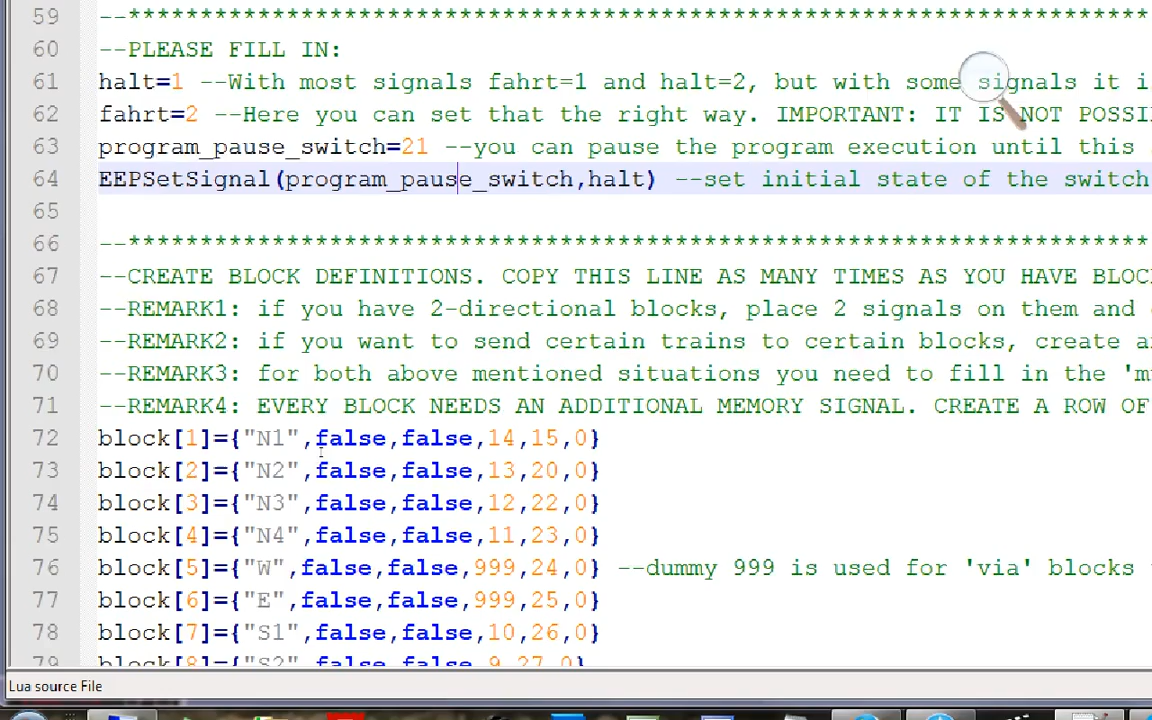 59 --*************************************************************************
60 --PLEASE FILL IN:
61 halt=1 --With most signals fahrt=1 and halt=2, but with some signals it i
62 fahrt=2 --Here you can set that the right way. IMPORTANT: IT IS NOT POSSI
63 program_pause_switch=21 --you can pause the program execution until this
64 EEPSetSignal(program_pause_switch,halt) --set initial state of the switch
65
66 --*************************************************************************
67 --CREATE BLOCK DEFINITIONS. COPY THIS LINE AS MANY TIMES AS YOU HAVE BLOC
68 --REMARK1: if you have 2-directional blocks, place 2 signals on them and
69 --REMARK2: if you want to send certain trains to certain blocks, create a
70 --REMARK3: for both above mentioned situations you need to fill in the 'm
71 --REMARK4: EVERY BLOCK NEEDS AN ADDITIONAL MEMORY SIGNAL. CREATE A ROW OF
72 block[1]={"N1",false,false,14,15,0}
73 block[2]={"N2",false,false,13,20,0}
74 block[3]={"N3",false,false,12,22,0}
75 block[4]={"N4",false,false,11,23,0}
76 block[5]={"W",false,false,999,24,0} --dummy 999 is used for 'via' blocks
77 block[6]={"E",false,false,999,25,0}
78 block[7]={"S1",false,false,10,26,0}
79 block[8]={"S2",false,false,9,27,0}
Lua source File